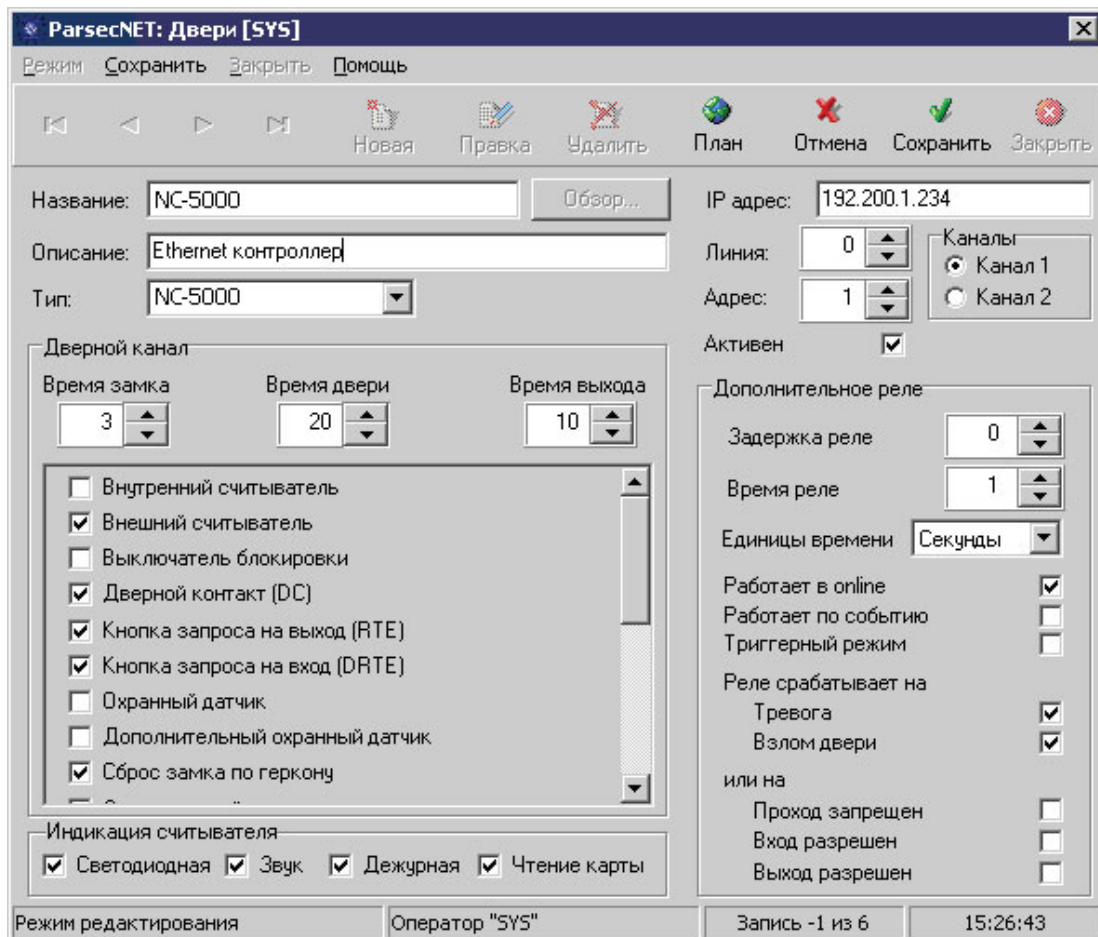 ParsecNET: Двери [SYS]
Режим Сохранить Закрыть Помощь
Новая Правка Удалить План Отмена Сохранить Закрыть
Название: NC-5000 Обзор... IP адрес: 192.200.1.234
Описание: Ethernet контроллер Линия: 0 Каналы
Канал 1
Тип: NC-5000 Адрес: 1 Канал 2
Активен
Дверной канал
Время замка Время двери Время выхода
3 20 10
Внутренний считыватель
Внешний считыватель
Выключатель блокировки
Дверной контакт (DC)
Кнопка запроса на выход (RTE)
Кнопка запроса на вход (DRTE)
Охранный датчик
Дополнительный охранный датчик
Сброс замка по геркону
Дополнительное реле
Задержка реле 0
Время реле 1
Единицы времени Секунды
Работает в online
Работает по событию
Триггерный режим
Реле срабатывает на
Тревога
Взлом двери
или на
Проход запрещен
Вход разрешен
Выход разрешен
Индикация считывателя
Светодиодная Звук Дежурная Чтение карты
Режим редактирования Оператор "SYS" Запись -1 из 6 15:26:43